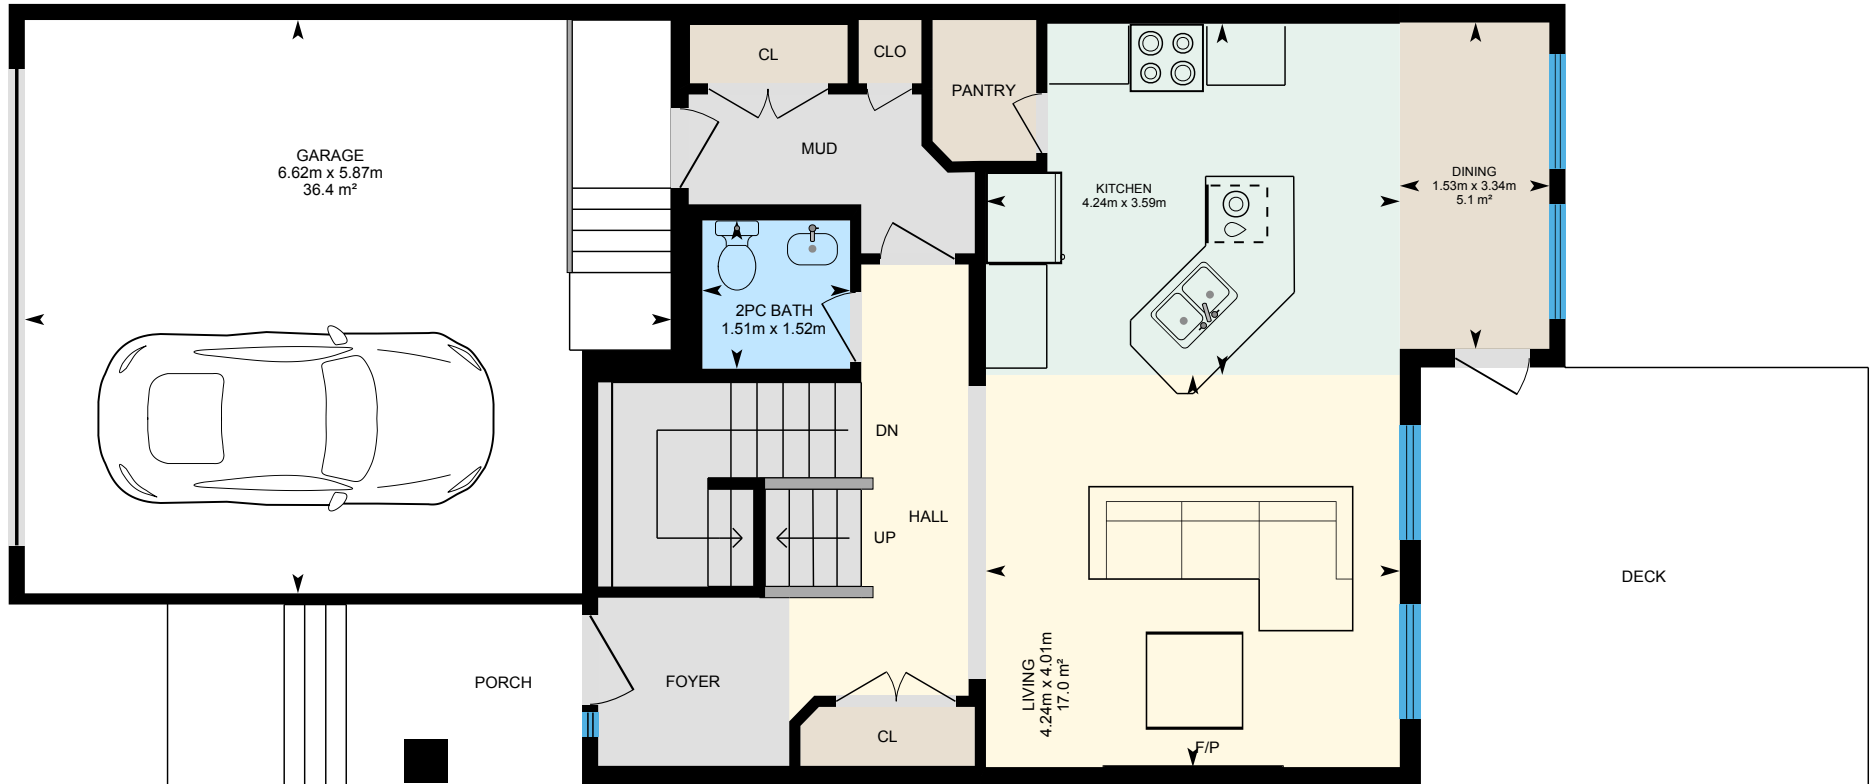 CL
CLO
PANTRY
GARAGE
6.62m x 5.87m
36.4 m²
MUD
KITCHEN
4.24m x 3.59m
DINING
1.53m x 3.34m
5.1 m²
2PC BATH
1.51m x 1.52m
DN
HALL
UP
DECK
PORCH
FOYER
LIVING
4.24m x 4.01m
17.0 m²
CL
F/P